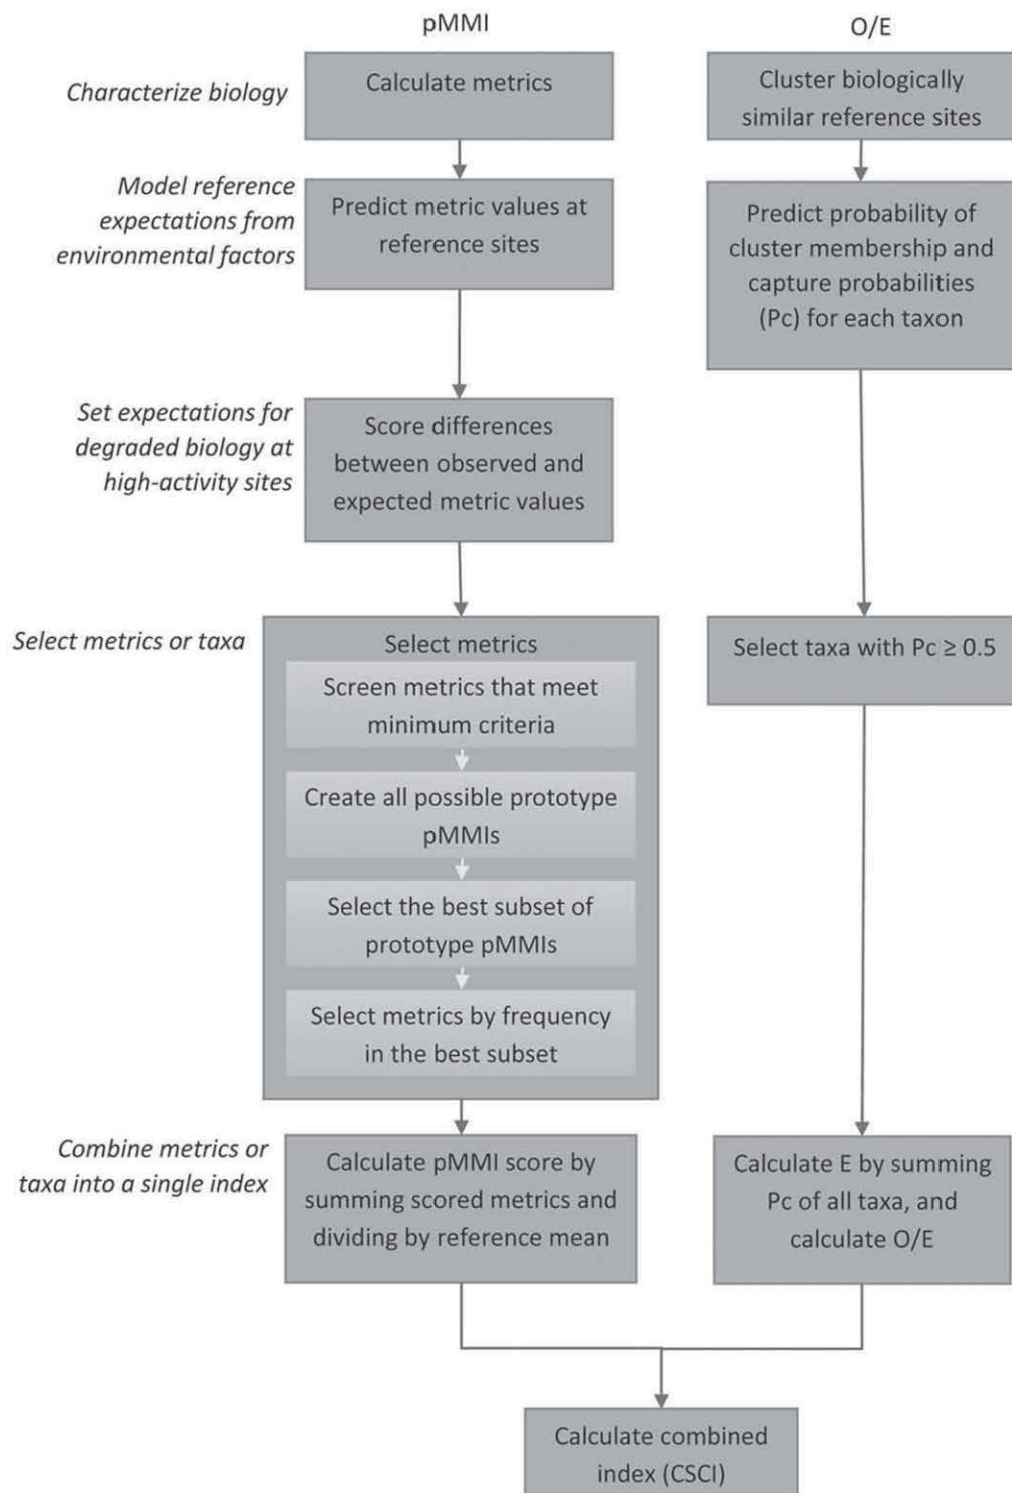 pMMI
O/E
Characterize biology
Calculate metrics
Cluster biologically
similar reference sites
Model reference
expectations from
environmental factors
Predict metric values at
reference sites
Predict probability of
cluster membership and
capture probabilities
(Pc) for each taxon
Set expectations for
degraded biology at
high-activity sites
Score differences
between observed and
expected metric values
Select metrics or taxa
Select metrics
Screen metrics that meet
minimum criteria
Create all possible prototype
pMMIs
Select the best subset of
prototype pMMIs
Select metrics by frequency
in the best subset
Select taxa with Pc ≥ 0.5
Combine metrics or
taxa into a single index
Calculate pMMI score by
summing scored metrics and
dividing by reference mean
Calculate E by summing
Pc of all taxa, and
calculate O/E
Calculate combined
index (CSCI)